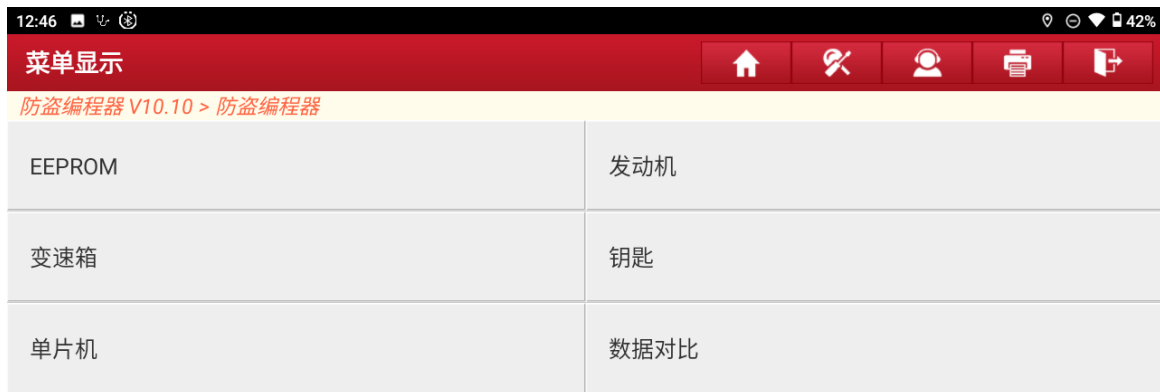 12:46 42%
菜单显示
防盗编程器 V10.10 > 防盗编程器
EEPROM 发动机
变速箱 钥匙
单片机 数据对比